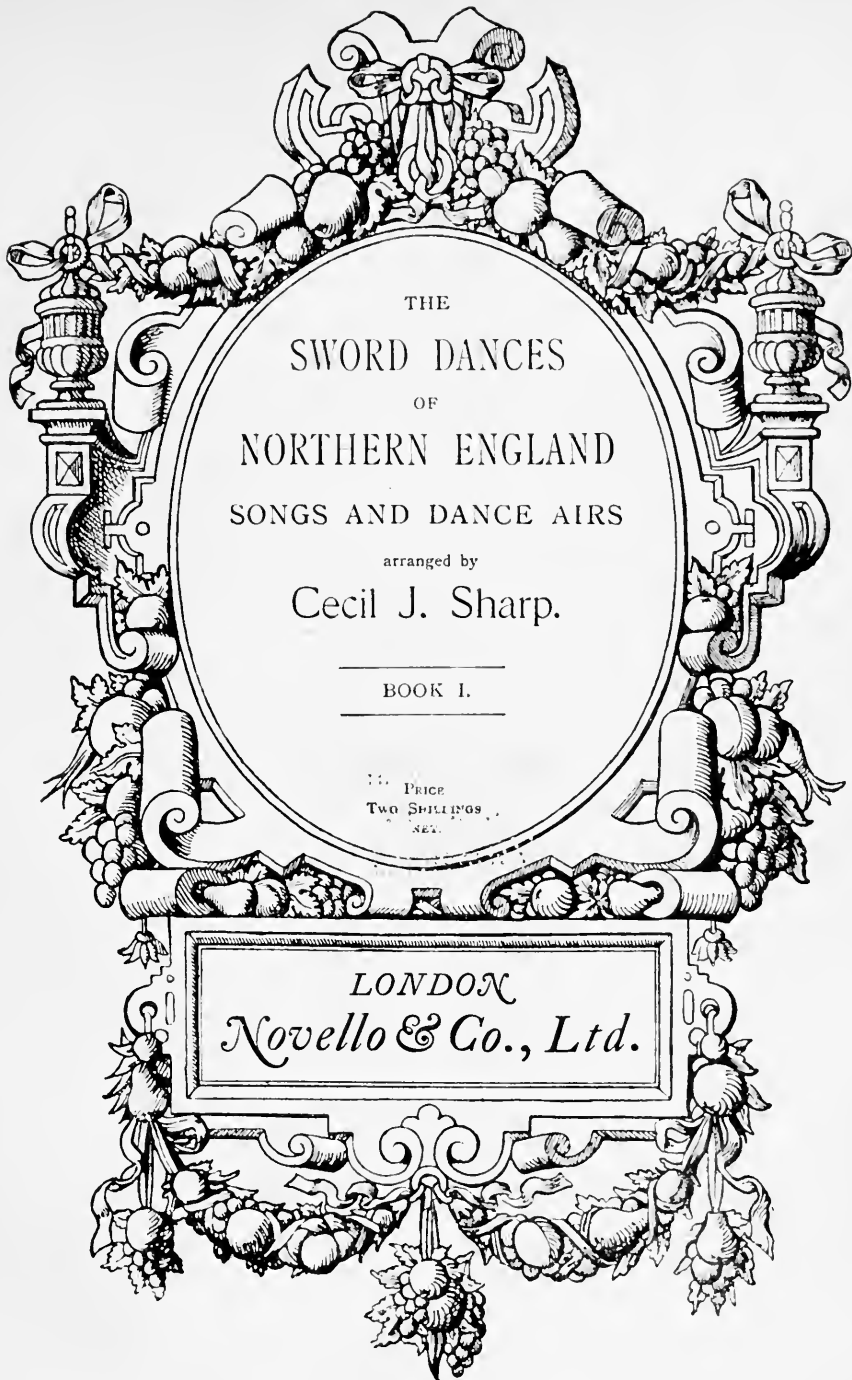 THE
SWORD DANCES
OF
NORTHERN ENGLAND
SONGS AND DANCE AIRS
arranged by
Cecil J. Sharp.
BOOK I.
PRICE
TWO SHILLINGS
NET.
LONDON
Novello & Co., Ltd.